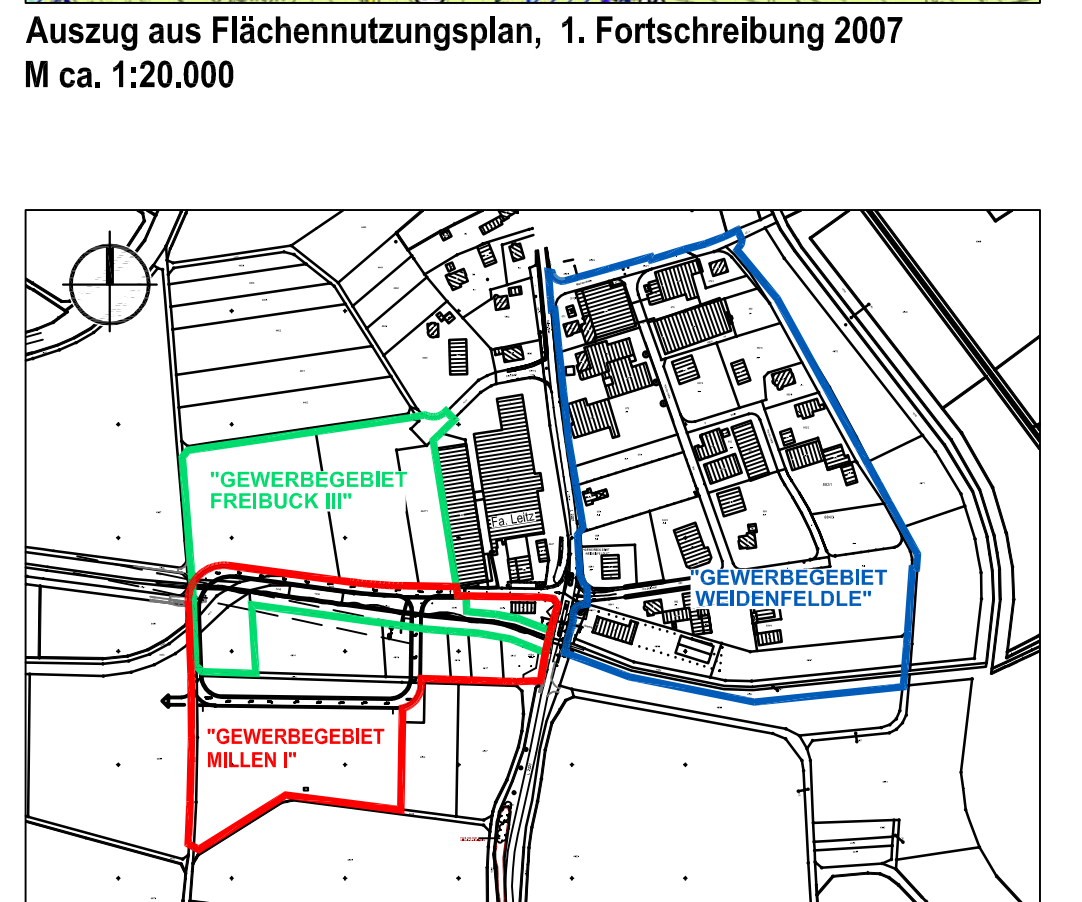 Auszug aus Flächennutzungsplan, 1. Fortschreibung 2007
M ca. 1:20.000
"GEWERBEGEBIET
FREIBUCK III"
Fa. Leitz
"GEWERBEGEBIET
WEIDENFELDLE"
"GEWERBEGEBIET
MILLEN I"